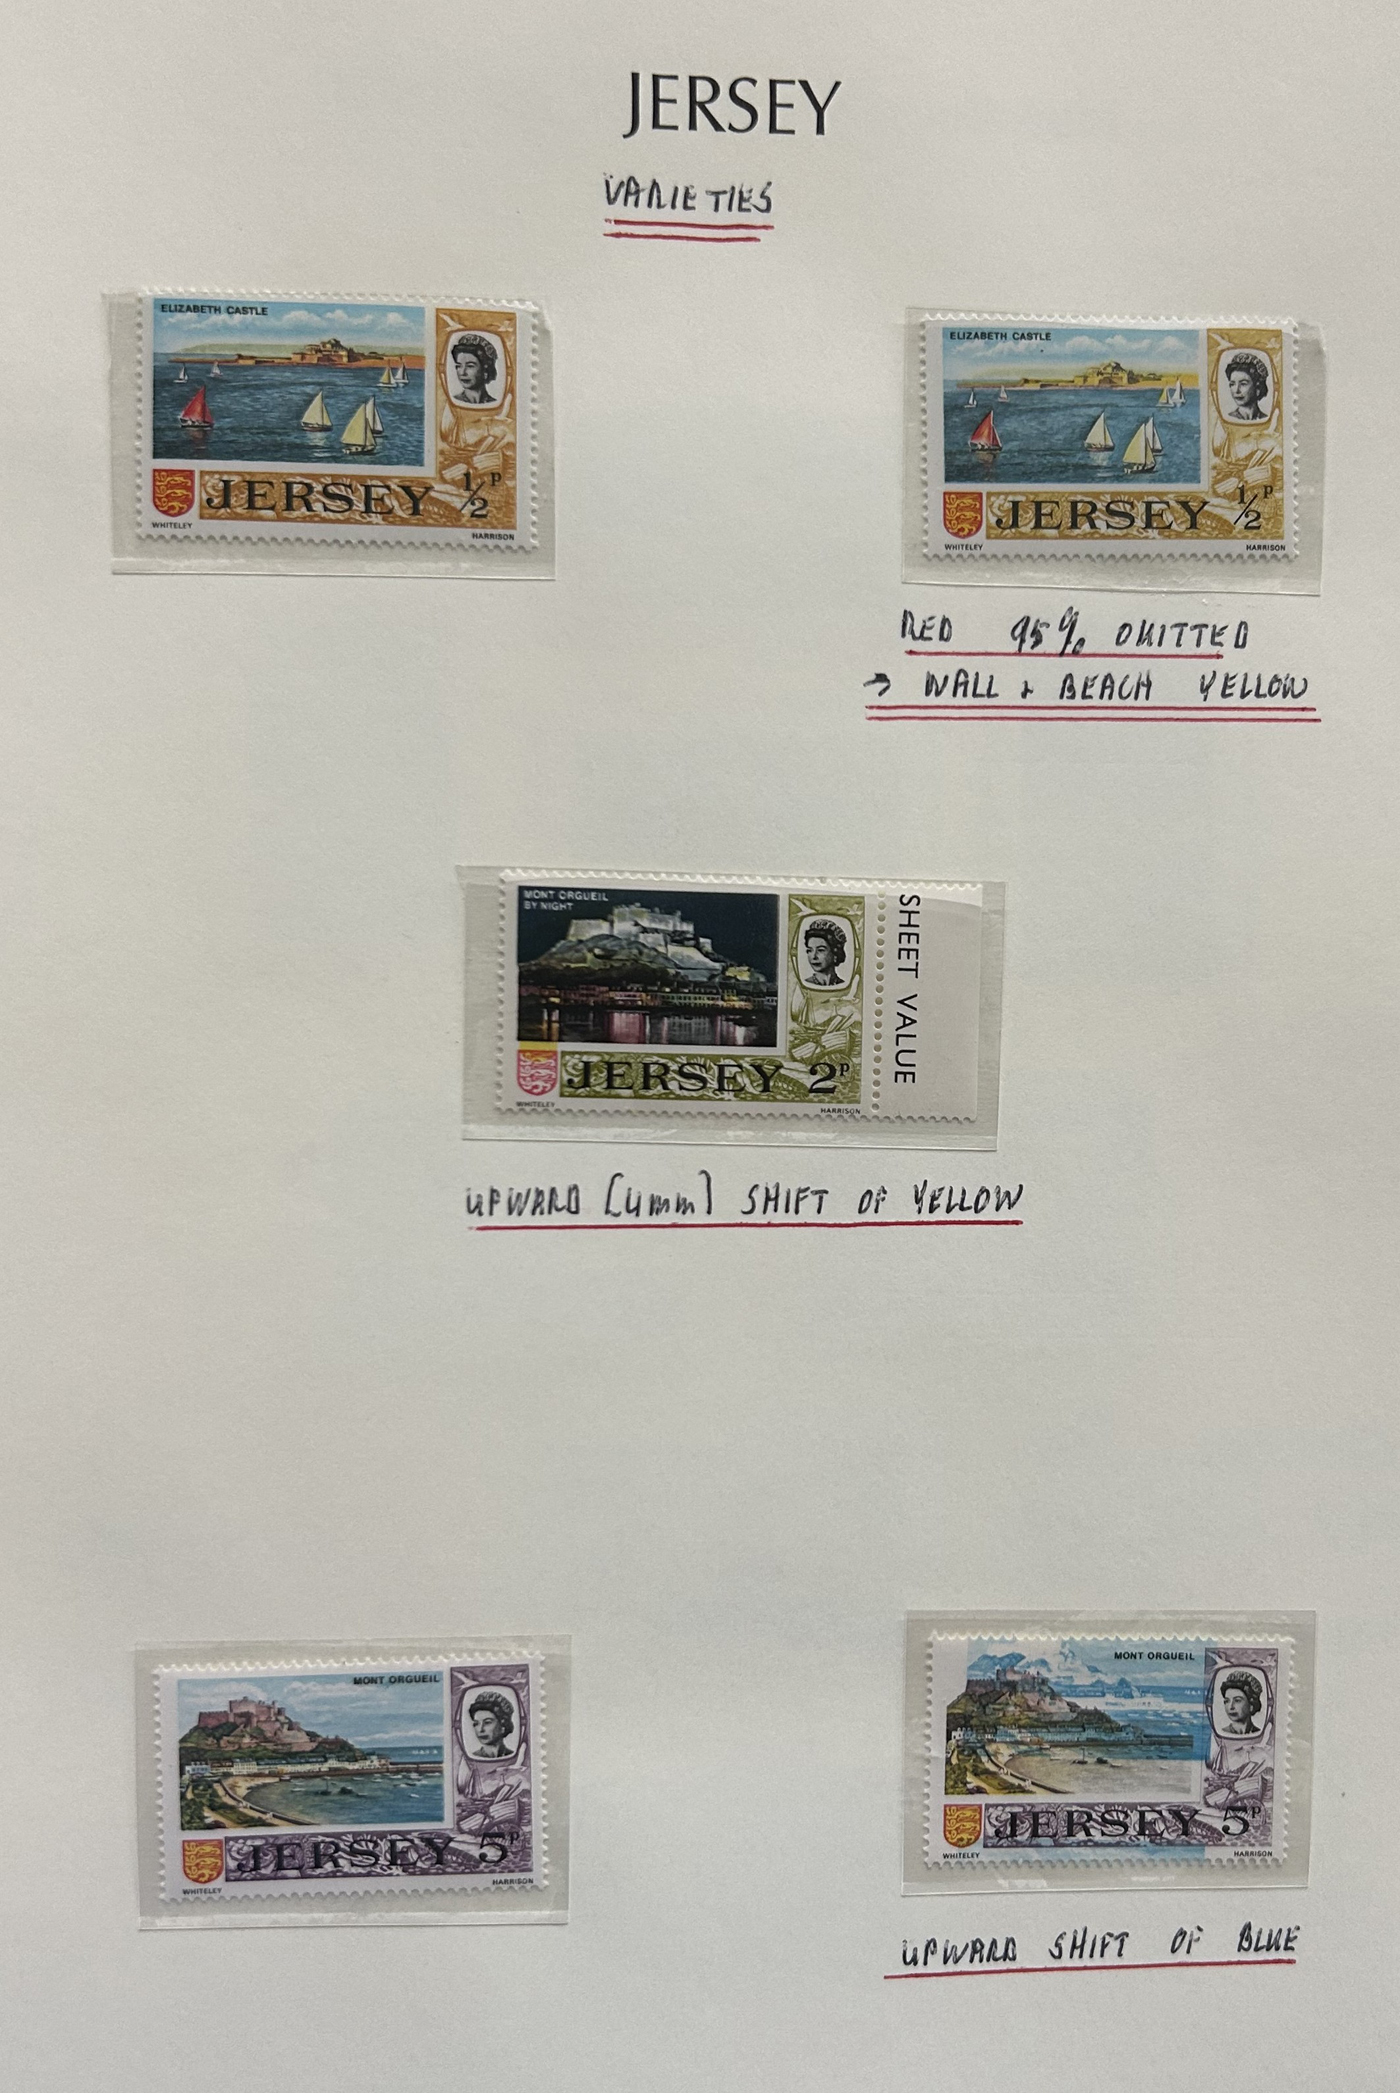 JERSEY
VARIETIES
ELIZABETH CASTLE
JERSEY ½P
WHITELEY HARRISON
ELIZABETH CASTLE
JERSEY ½P
WHITELEY HARRISON
RED 95% OMITTED
→ WALL & BEACH YELLOW
MONT ORGUEIL
BY NIGHT
JERSEY 2P
WHITELEY HARRISON
SHEET VALUE
UPWARD [4mm] SHIFT OF YELLOW
MONT ORGUEIL
JERSEY 5P
WHITELEY HARRISON
MONT ORGUEIL
JERSEY 5P
WHITELEY HARRISON
UPWARD SHIFT OF BLUE